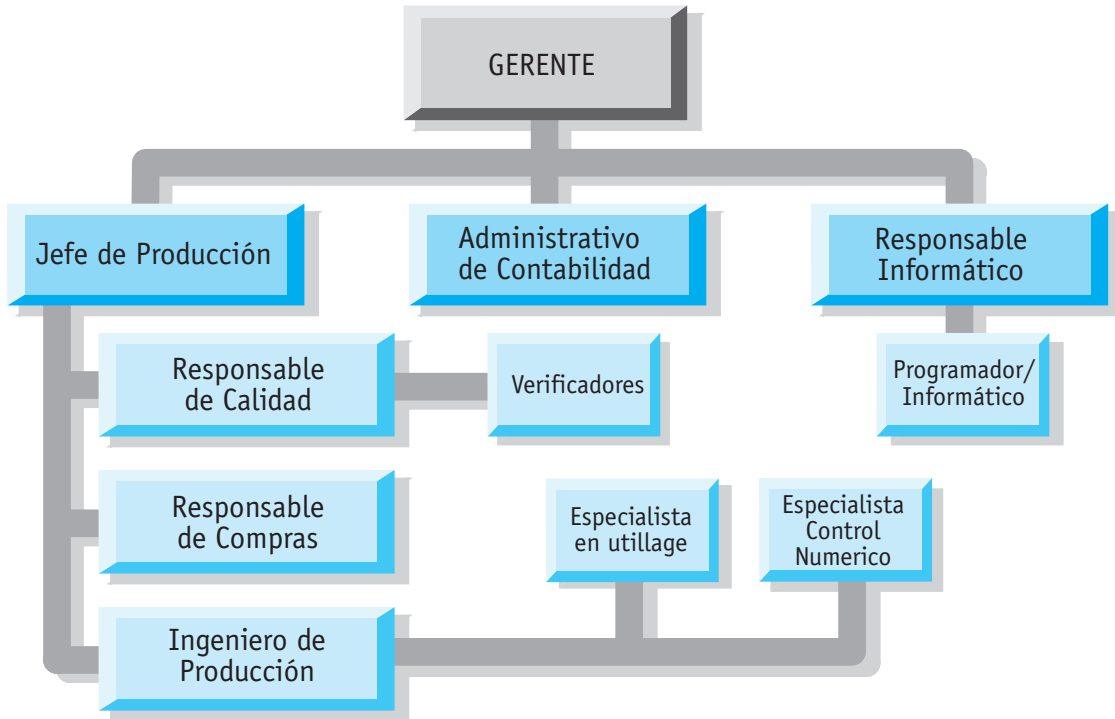 GERENTE
Jefe de Producción
Administrativo
de Contabilidad
Responsable
Informático
Responsable
de Calidad
Verificadores
Programador/
Informático
Responsable
de Compras
Especialista
en utillage
Especialista
Control
Numerico
Ingeniero de
Producción